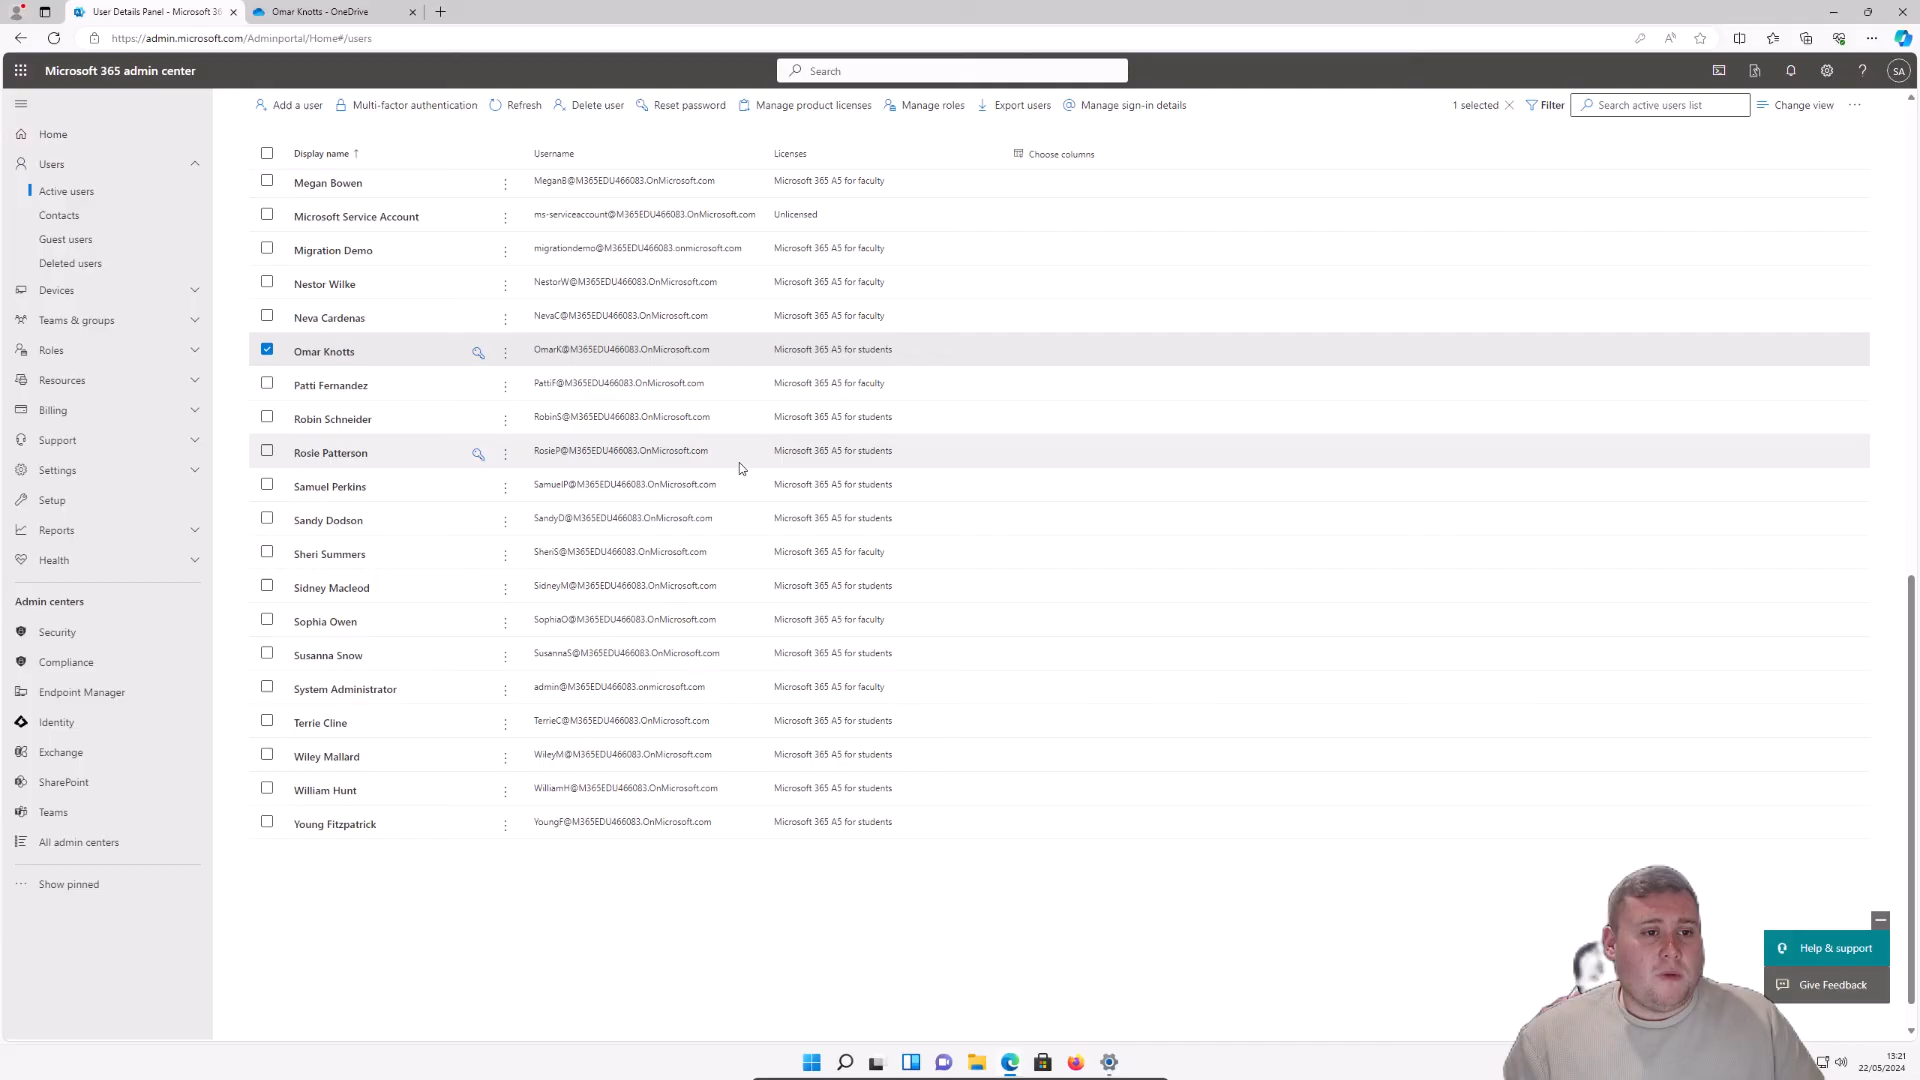 User Details Panel - Microsoft 36
Omar Knotts - OneDrive
https://admin.microsoft.com/Adminportal/Home#/users
Microsoft 365 admin center
Search
SA
Add a user
Multi-factor authentication
Refresh
Delete user
Reset password
Manage product licenses
Manage roles
Export users
Manage sign-in details
1 selected
Filter
Search active users list
Change view
Home
Users
Active users
Contacts
Guest users
Deleted users
Devices
Teams & groups
Roles
Resources
Billing
Support
Settings
Setup
Reports
Health
Admin centers
Security
Compliance
Endpoint Manager
Identity
Exchange
SharePoint
Teams
All admin centers
Show pinned
Display name ↑ Username Licenses Choose columns
Megan Bowen MeganB@M365EDU466083.OnMicrosoft.com Microsoft 365 A5 for faculty
Microsoft Service Account ms-serviceaccount@M365EDU466083.OnMicrosoft.com Unlicensed
Migration Demo migrationdemo@M365EDU466083.onmicrosoft.com Microsoft 365 A5 for faculty
Nestor Wilke NestorW@M365EDU466083.OnMicrosoft.com Microsoft 365 A5 for faculty
Neva Cardenas NevaC@M365EDU466083.OnMicrosoft.com Microsoft 365 A5 for faculty
Omar Knotts OmarK@M365EDU466083.OnMicrosoft.com Microsoft 365 A5 for students
Patti Fernandez PattiF@M365EDU466083.OnMicrosoft.com Microsoft 365 A5 for faculty
Robin Schneider RobinS@M365EDU466083.OnMicrosoft.com Microsoft 365 A5 for students
Rosie Patterson RosieP@M365EDU466083.OnMicrosoft.com Microsoft 365 A5 for students
Samuel Perkins SamuelP@M365EDU466083.OnMicrosoft.com Microsoft 365 A5 for students
Sandy Dodson SandyD@M365EDU466083.OnMicrosoft.com Microsoft 365 A5 for students
Sheri Summers SheriS@M365EDU466083.OnMicrosoft.com Microsoft 365 A5 for faculty
Sidney Macleod SidneyM@M365EDU466083.OnMicrosoft.com Microsoft 365 A5 for students
Sophia Owen SophiaO@M365EDU466083.OnMicrosoft.com Microsoft 365 A5 for faculty
Susanna Snow SusannaS@M365EDU466083.OnMicrosoft.com Microsoft 365 A5 for students
System Administrator admin@M365EDU466083.onmicrosoft.com Microsoft 365 A5 for faculty
Terrie Cline TerrieC@M365EDU466083.OnMicrosoft.com Microsoft 365 A5 for students
Wiley Mallard WileyM@M365EDU466083.OnMicrosoft.com Microsoft 365 A5 for students
William Hunt WilliamH@M365EDU466083.OnMicrosoft.com Microsoft 365 A5 for students
Young Fitzpatrick YoungF@M365EDU466083.OnMicrosoft.com Microsoft 365 A5 for students
Help & support
Give Feedback
13:21
22/05/2024